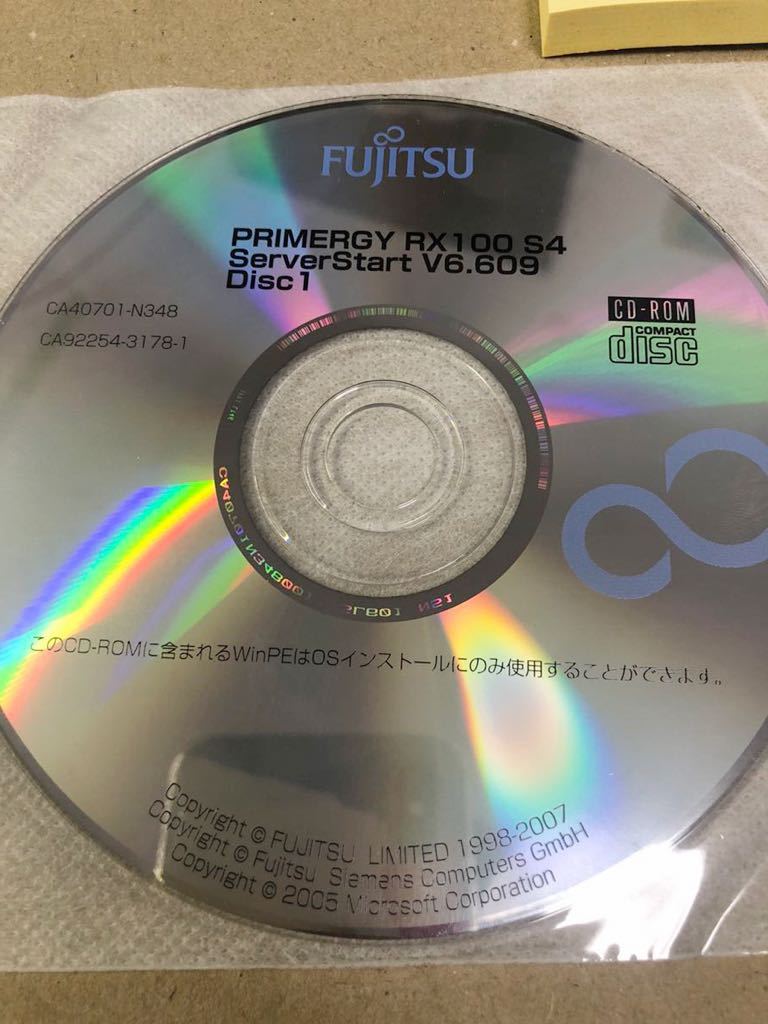 FUJITSU
PRIMERGY RX100 S4
ServerStart V6.609
Disc1
CA40701-N348
CA92254-3178-1
CD-ROM
COMPACT
disc
CA40701N348001
このCD-ROMに含まれるWinPEはOSインストールにのみ使用することができます。
Copyright © FUJITSU LIMITED 1998-2007
Copyright © Fujitsu Siemens Computers GmbH
Copyright © 2005 Microsoft Corporation